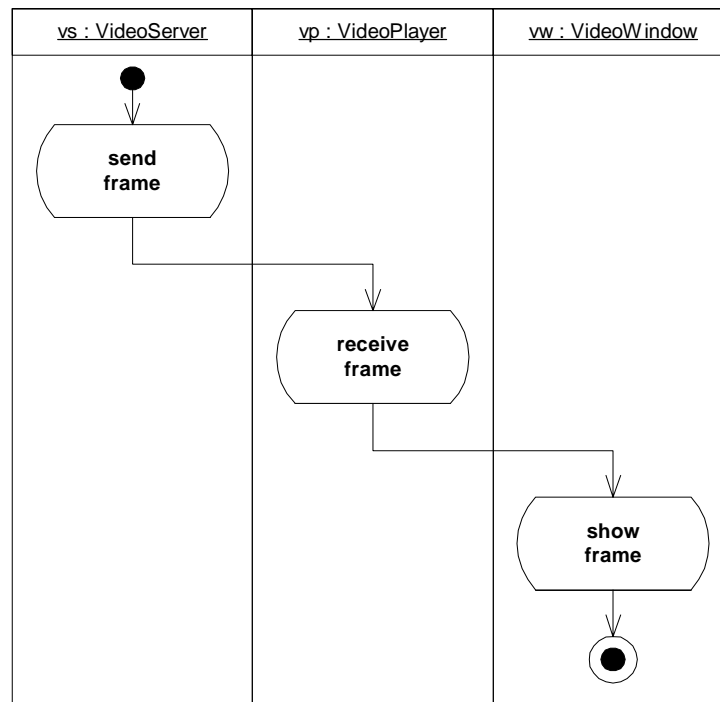 vs : VideoServer
vp : VideoPlayer
vw : VideoWindow
send
frame
receive
frame
show
frame